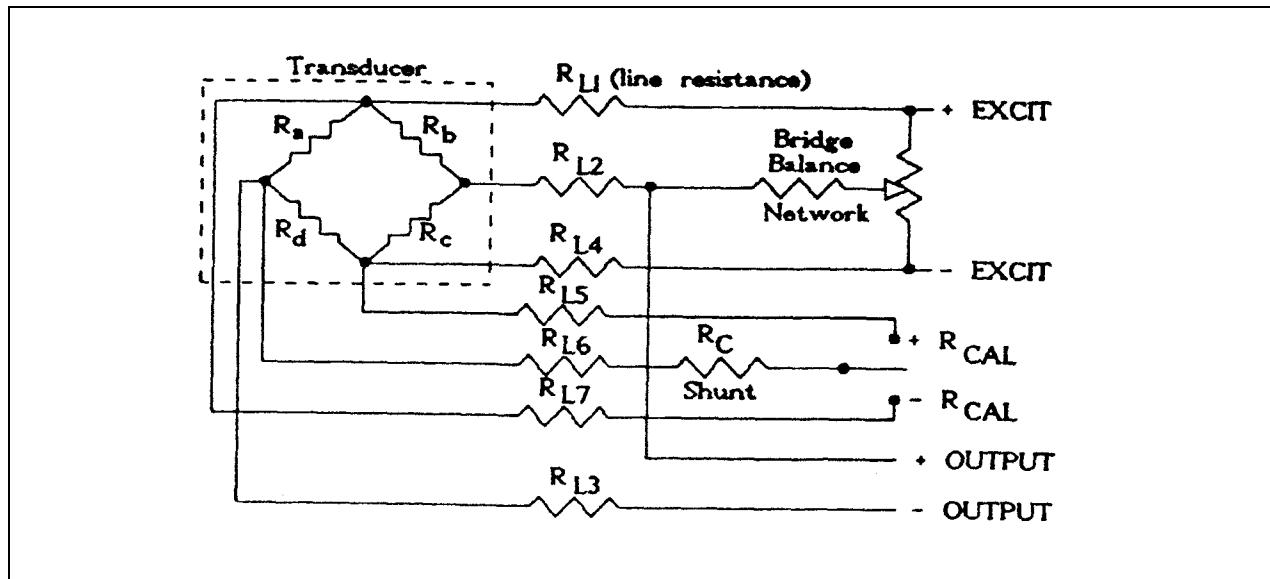 Transducer
R L1 (line resistance)
+ EXCIT
R a
R b
Bridge
Balance
R L2
Network
R d
R c
R L4
- EXCIT
R L5
+ R CAL
R L6
R C
Shunt
R L7
- R CAL
+ OUTPUT
R L3
- OUTPUT